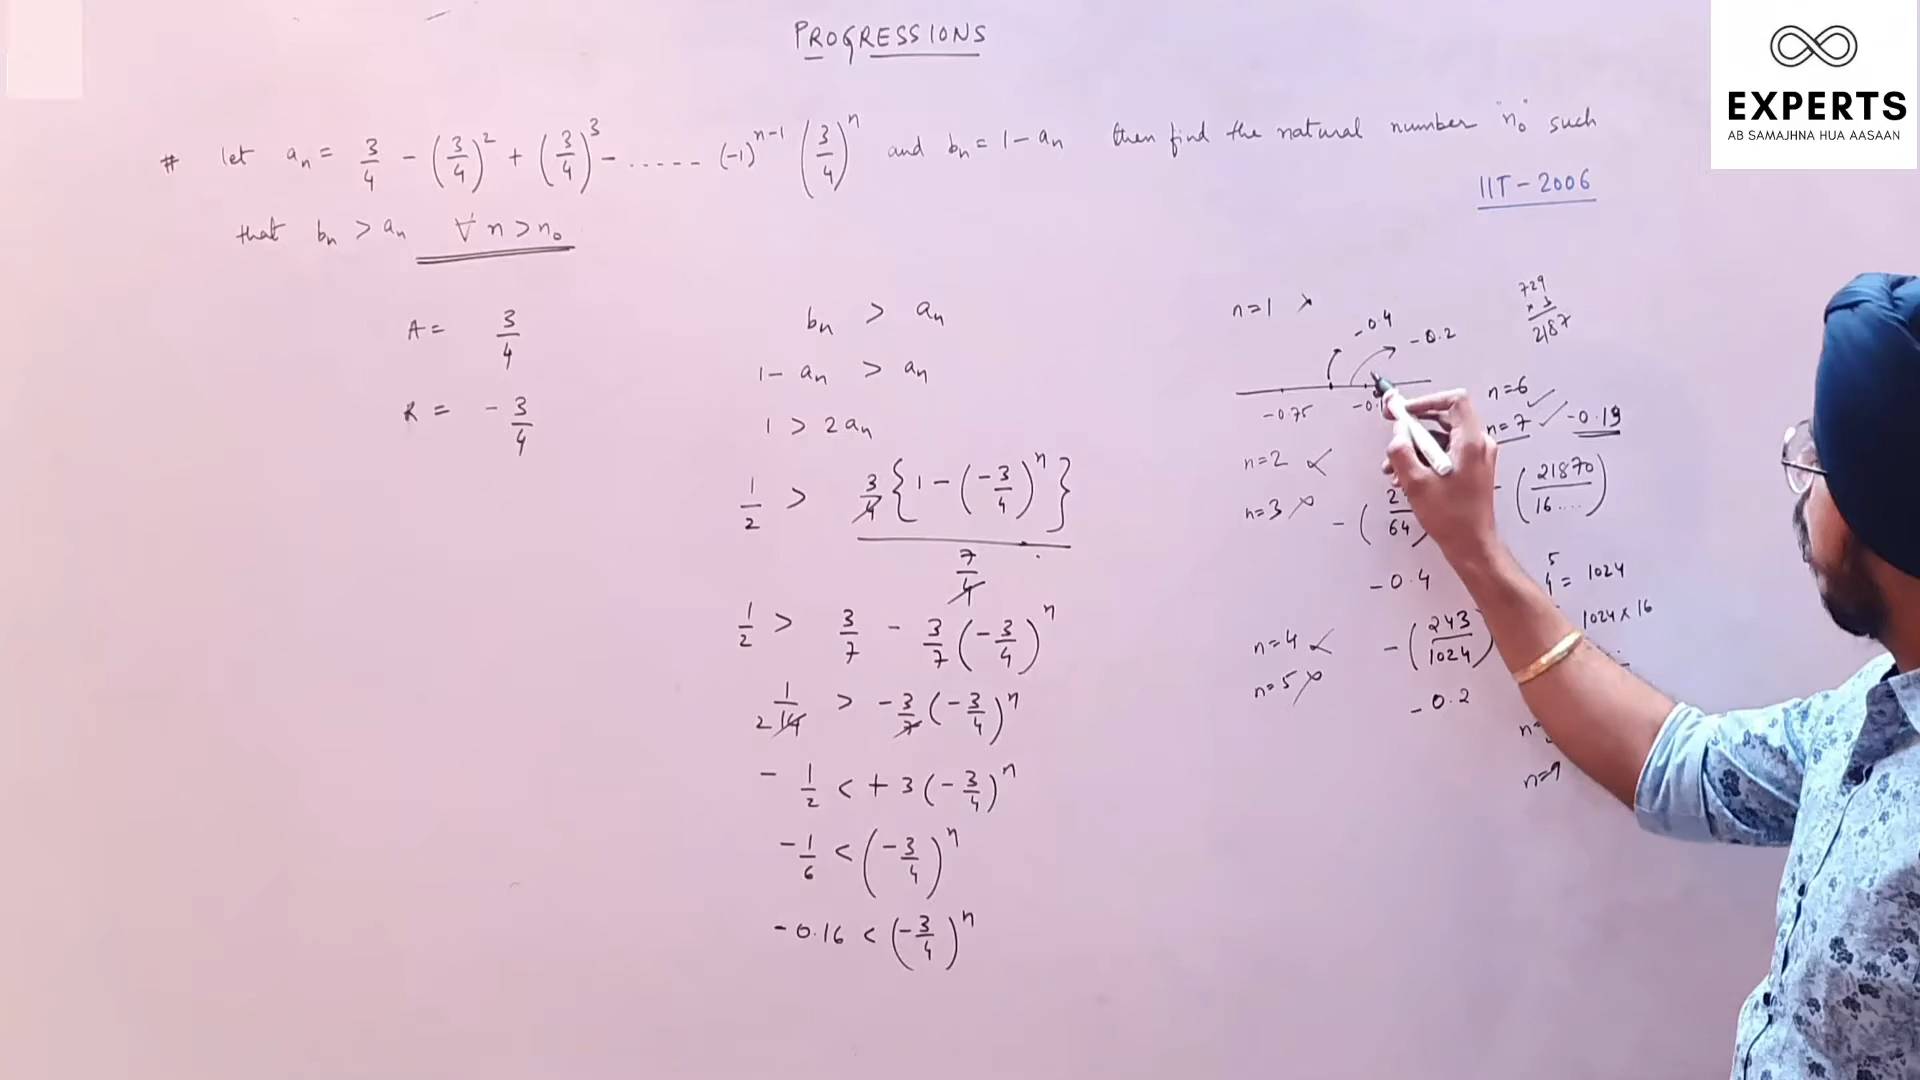 PROGRESSIONS
EXPERTS
AB SAMAJHNA HUA AASAAN
# let aₙ = 3/4 - (3/4)² + (3/4)³ - ...... (-1)ⁿ⁻¹ (3/4)ⁿ and bₙ = 1 - aₙ then find the natural number "n₀" such
IIT - 2006
that bₙ > aₙ ∀ n > n₀
A = 3/4
R = - 3/4
bₙ > aₙ
1 - aₙ > aₙ
1 > 2aₙ
1/2 > 3/4 {1 - (-3/4)ⁿ} / 7/4
1/2 > 3/7 - 3/7 (-3/4)ⁿ
1/14 2 > - 3/7 (-3/4)ⁿ
- 1/2 < + 3 (-3/4)ⁿ
- 1/6 < (-3/4)ⁿ
- 0.16 < (-3/4)ⁿ
n=1 ×
- 0.4
- 0.2
-0.75
n=2
n=3 ×
64
- 0.4
n=4
- (243/1024)
n=5 ×
- 0.2
729
× 3
2187
n=6 ✓
n=7 ✓ -0.13
- (21870/16....)
4⁵ = 1024
1024 × 16
n=9